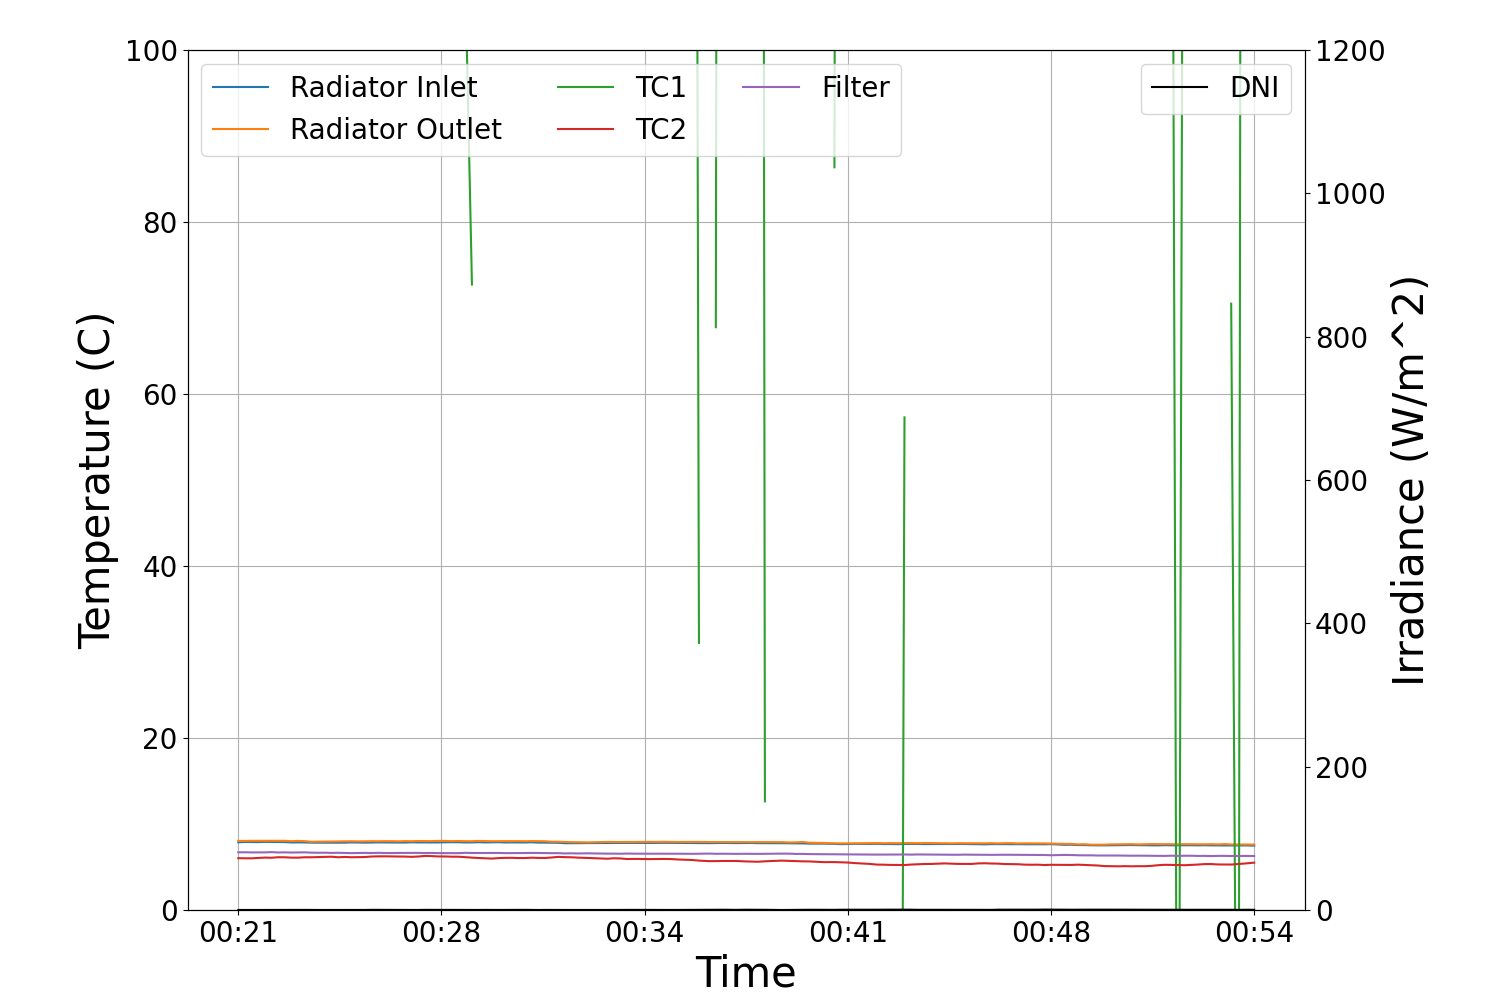 100
80
60
40
20
0
Temperature (C)
Radiator Inlet
Radiator Outlet
TC1
TC2
Filter
DNI
1200
1000
800
600
400
200
0
Irradiance (W/m^2)
00:21 00:28 00:34 00:41 00:48 00:54
Time